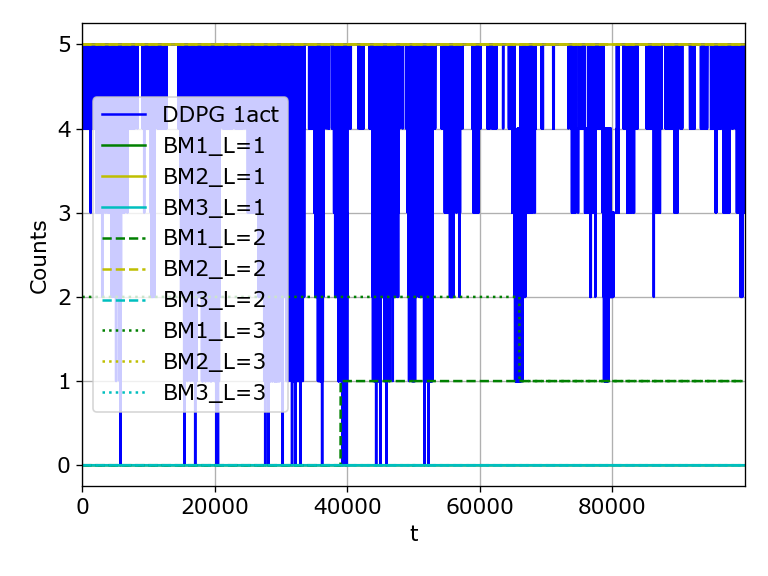 5
4
3
2
1
0
Counts
DDPG 1act
BM1_L=1
BM2_L=1
BM3_L=1
BM1_L=2
BM2_L=2
BM3_L=2
BM1_L=3
BM2_L=3
BM3_L=3
0 20000 40000 60000 80000
t